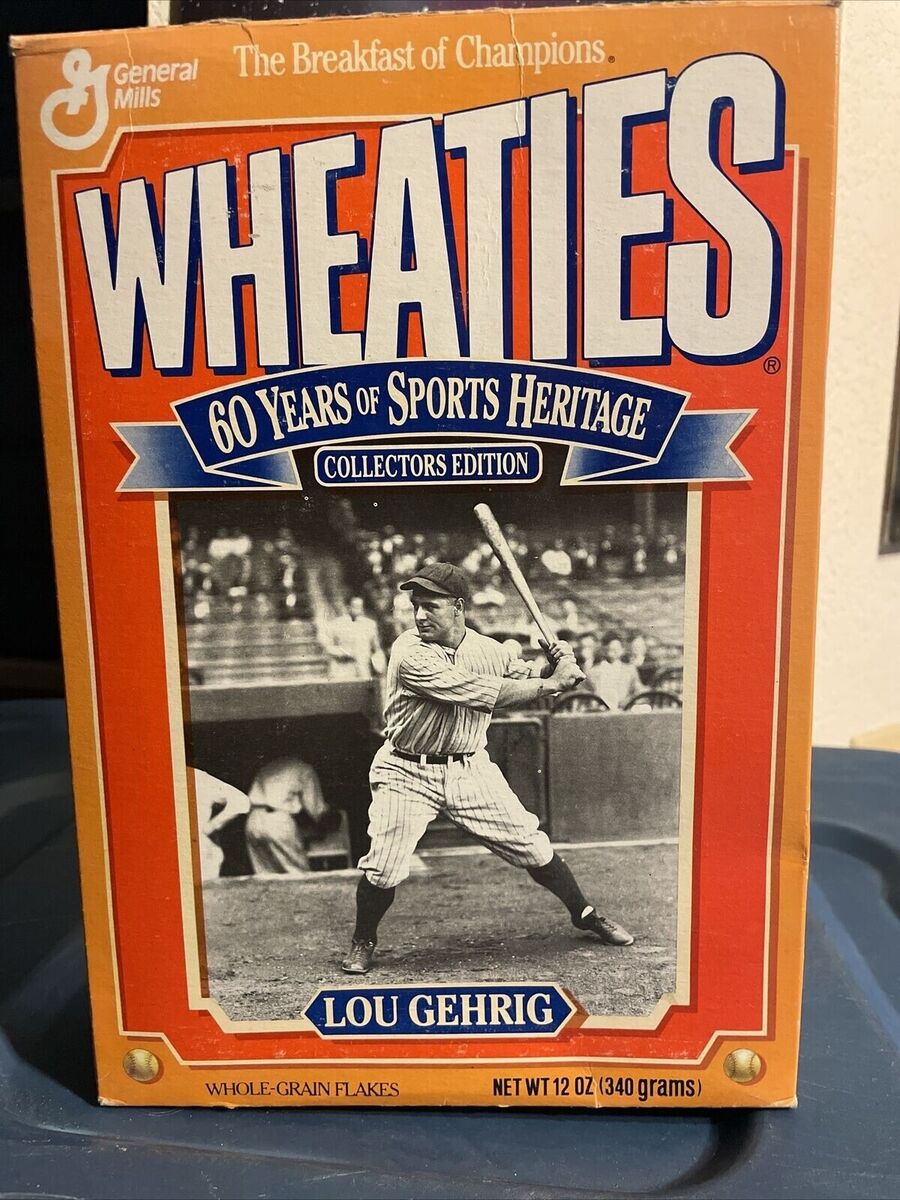 General
Mills
The Breakfast of Champions®
WHEATIES®
60 YEARS OF SPORTS HERITAGE
COLLECTORS EDITION
LOU GEHRIG
WHOLE-GRAIN FLAKES
NET WT 12 OZ (340 grams)